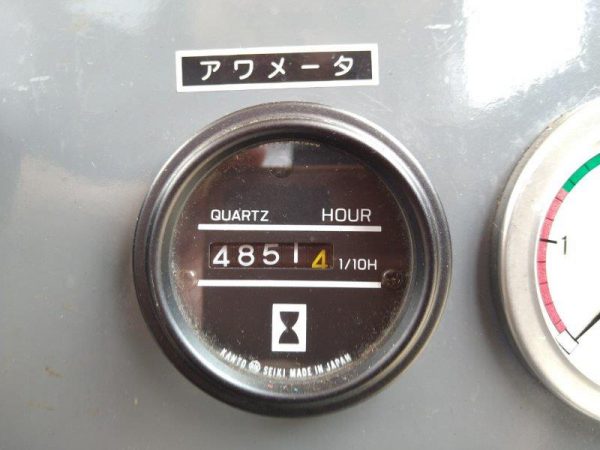 アワメータ
QUARTZ HOUR
48514 1/10H
KANTO SEIKI MADE IN JAPAN
1